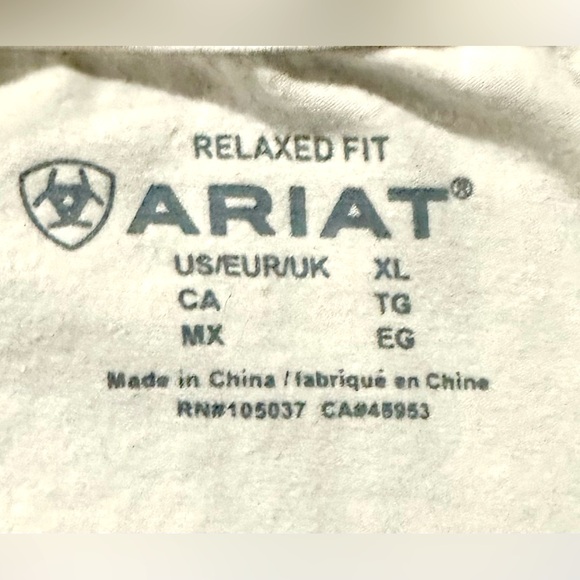 RELAXED FIT
ARIAT®
US/EUR/UK XL
CA TG
MX EG
Made in China / fabriqué en Chine
RN#105037 CA#45953